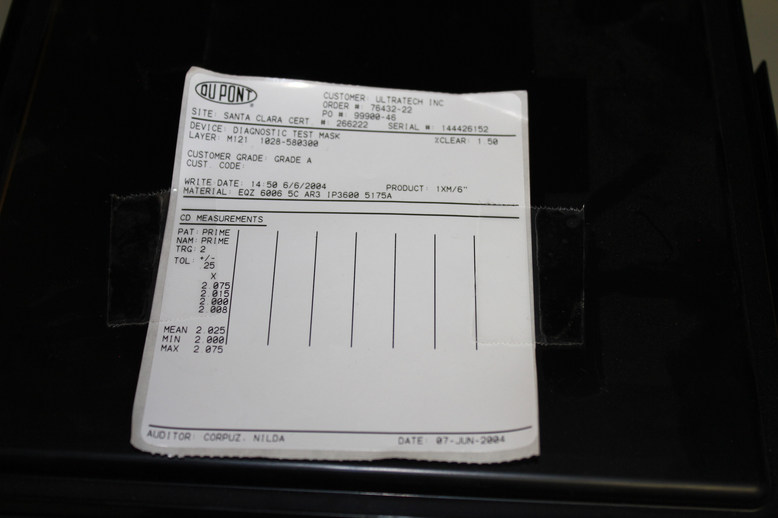 DU PONT
CUSTOMER: ULTRATECH INC
ORDER #: 76432-22
PO #: 99900-46
SITE: SANTA CLARA CERT #: 266222 SERIAL #: 144426152
DEVICE: DIAGNOSTIC TEST MASK
LAYER: M121 1028-580300 %CLEAR: 1.50
CUSTOMER GRADE: GRADE A
CUST. CODE:
WRITE DATE: 14:50 6/6/2004 PRODUCT: 1XM/6"
MATERIAL: EQZ 6006 5C AR3 IP3600 5175A
CD MEASUREMENTS
PAT: PRIME
NAM: PRIME
TRG: 2
TOL: +/-
.25
X
2.075
2.015
2.000
2.008
MEAN 2.025
MIN 2.000
MAX 2.075
AUDITOR: CORPUZ, NILDA DATE: 07-JUN-2004